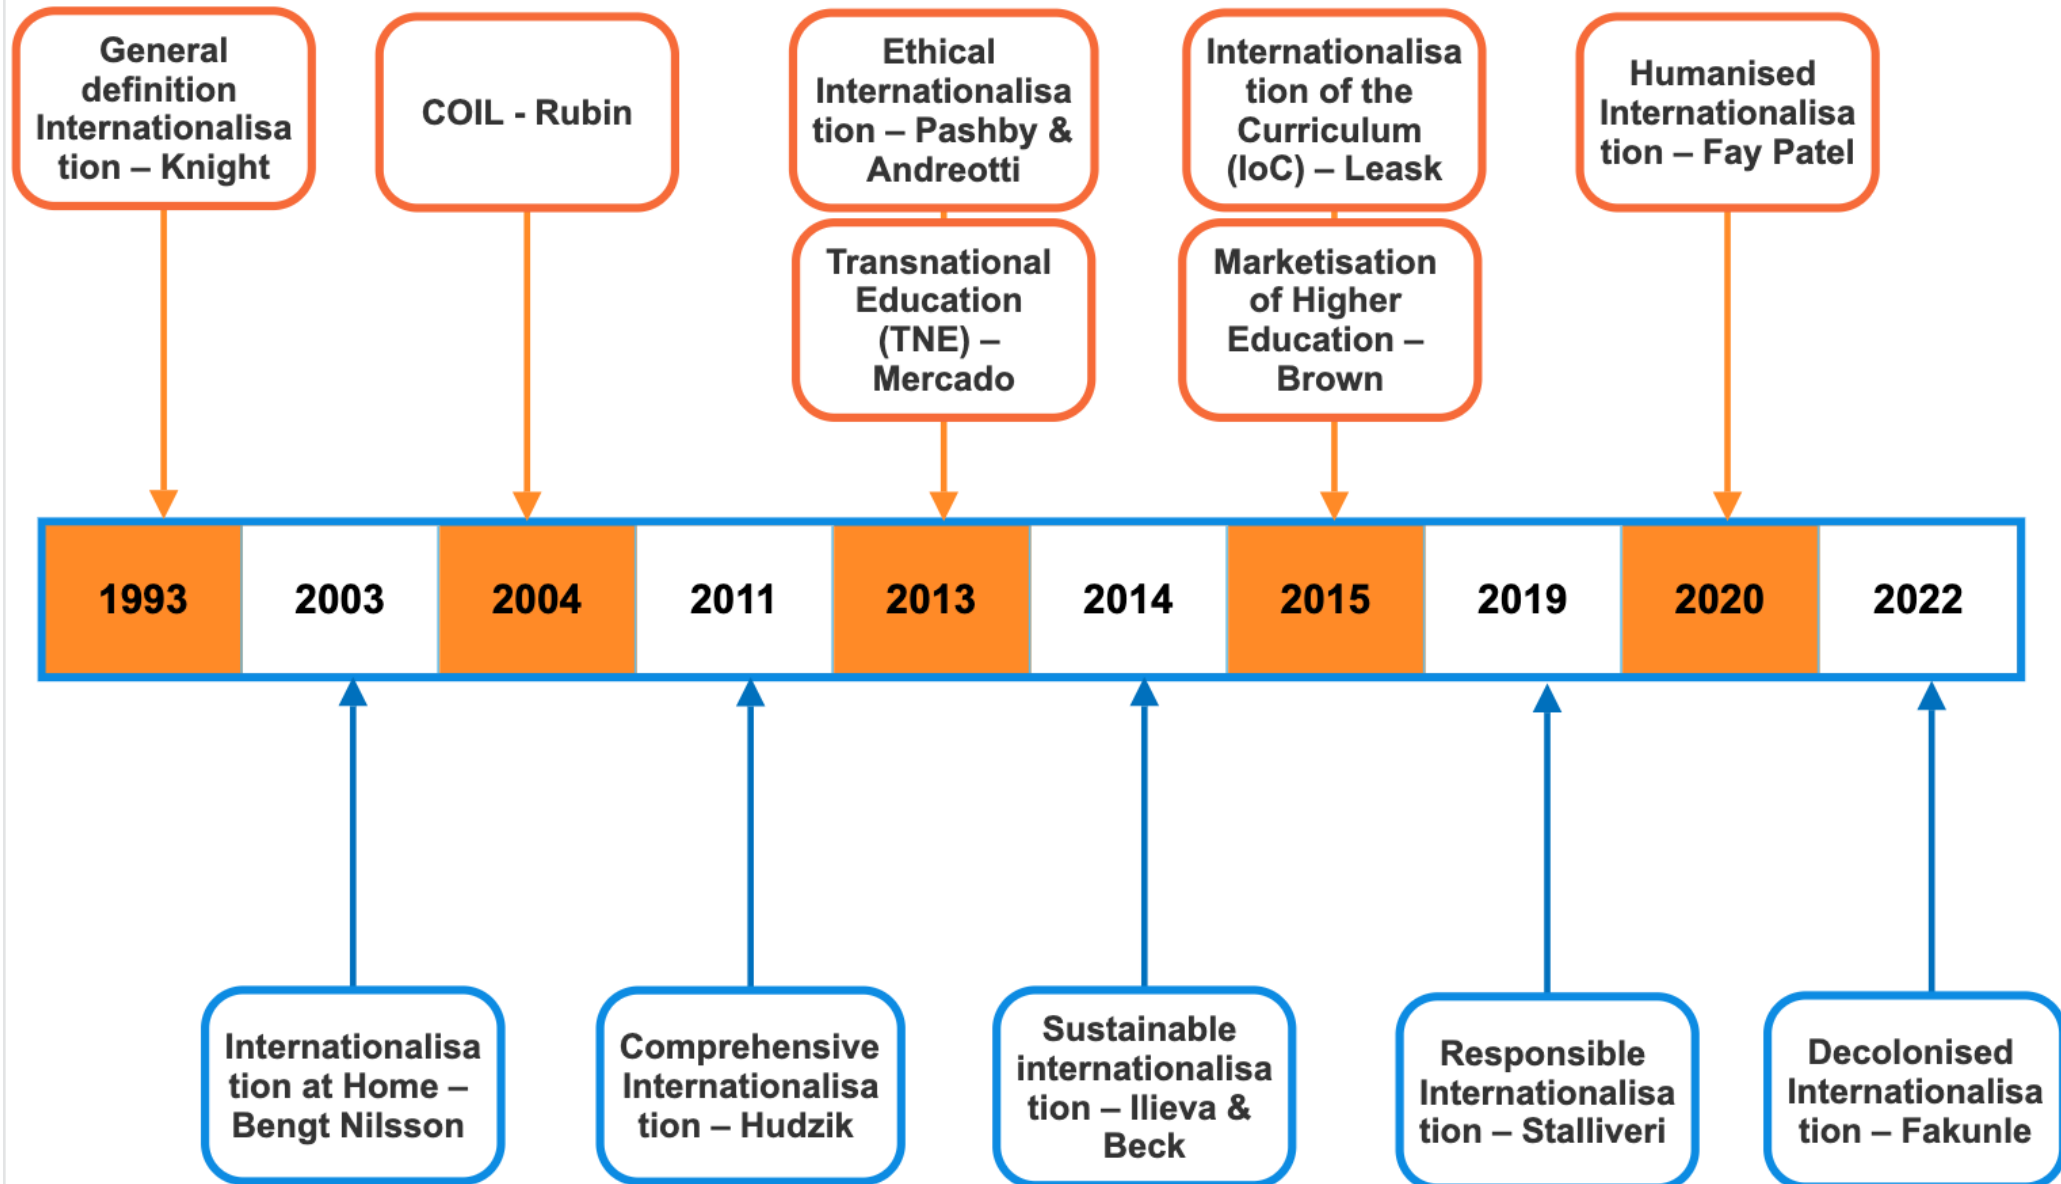 General
definition
Internationalisa
tion – Knight
COIL - Rubin
Ethical
Internationalisa
tion – Pashby &
Andreotti
Internationalisa
tion of the
Curriculum
(IoC) – Leask
Humanised
Internationalisa
tion – Fay Patel
Transnational
Education
(TNE) –
Mercado
Marketisation
of Higher
Education –
Brown
1993 2003 2004 2011 2013 2014 2015 2019 2020 2022
Internationalisa
tion at Home –
Bengt Nilsson
Comprehensive
Internationalisa
tion – Hudzik
Sustainable
internationalisa
tion – Ilieva &
Beck
Responsible
Internationalisa
tion – Stalliveri
Decolonised
Internationalisa
tion – Fakunle